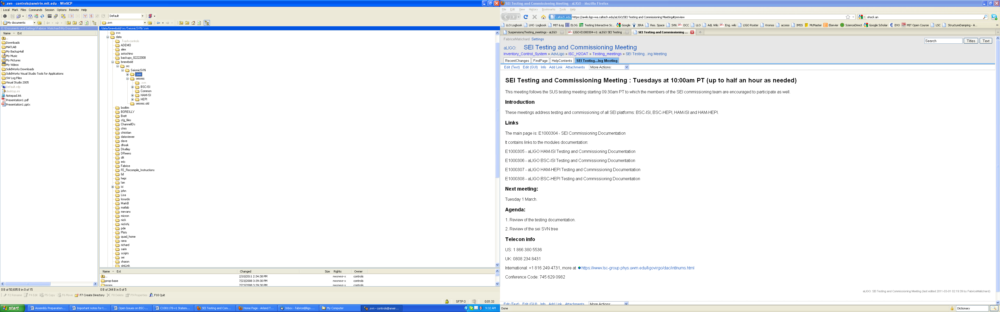 .svn - controls@aneirin.mit.edu - WinSCP
Local Mark Files Commands Session Options Remote Help
Default
My documents
E:\Documents and Settings\Fabrice Matichard\My Documents
Name Ext
..
Downloads
MATLAB
My Backup4all
My Music
My Pictures
My Videos
SolidWorks Downloads
SolidWorks Visual Studio Tools for Applications
SW Log Files
Visual Studio 2005
Default.rdp
desktop.ini
Notepad.lnk
Presentation1.pdf
Presentation1.pptx
0 B of 50,695 B in 0 of 15
.svn
/data/bnewbold/src/SeismicSVN/.svn
cvs
data
.Trash-controls
ADEMO
alex
astochino
backups_02222008
bnewbold
src
SeismicSVN
.svn
seismic
.svn
BSC-ISI
Common
HAM-ISI
HEPI
seismic.old
bodtim
BOREILLY
Brett
cfg_files
ChannelIDs
chris
christian
dataviewer
dave
dhoak
Dkelley
DReens
dtt
eric
Fabrice
FE_Recompile_Instructions
fjd
hepi
Ian
isi
john
Lisa
losurdo
MarkB
matlab
mevans
micron
nick
nickrhj
pde
Plots
quad_home
rana
richard
sarin
scripts
sei
sharon
simLink
Name Ext Changed Size Rights Owner
.. 2/10/2011 2:34:38 PM rwxrwxr-x controls
prop-base 7/23/2008 3:39:30 PM rwxrwxr-x controls
props 7/23/2008 3:39:30 PM rwxrwxr-x controls
0 B of 244 B in 0 of 5
F2 Rename F4 Edit F5 Copy F6 Move F7 Create Directory F8 Delete F9 Properties F10 Quit
SFTP-3 0:01:33
start Assembly Preparation... Important notes for t... Open Issues on BSC-... C1001178-v1 Statem... SEI Testing and Com... Home Page - Arland T... Inbox - fabrice@ligo.... My Computer .svn - controls@aneir... 9:32 AM
SEI Testing and Commissioning Meeting - aLIGO - Mozilla Firefox
File Edit View History Bookmarks Tools Help
caltech.edu https://awiki.ligo-wa.caltech.edu/aLIGO/SEI Testing and Commissioning Meeting#preview
shock an
LLO Logbook LHO Logbook MIT iLog ELOG Testing Interactive Sc... Google JIRA Res. Space SVN DCC LLO AdL Wiki Eng. wiki LIGO Roster Kronos access IMSS McMaster Elsevier ScienceDirect Google Scholar EVO MIT Open Course LSC StructureDamping - A... »
Suspensions/Testing_meetings - aLIGO LIGO-E1000304-v1: aLIGO SEI Testing ... SEI Testing and Commissioning ...
FabriceMatichard Settings
Search Titles Text
aLIGO: SEI Testing and Commissioning Meeting
Inventory_Control_System » AdvLigo » ISC_H2OAT » Testing_meetings » SEI Testing...ing Meeting
RecentChanges FindPage HelpContents SEI Testing...ing Meeting
Edit (Text) Edit (GUI) Info Add Link Attachments More Actions:
SEI Testing and Commissioning Meeting : Tuesdays at 10:00am PT (up to half an hour as needed)
This meeting follows the SUS testing meeting starting 09:30am PT to which the members of the SEI commissioning team are encouraged to participate as well.
Introduction
These meetings address testing and commissioning of all SEI platforms: BSC-ISI, BSC-HEPI, HAM-ISI and HAM-HEPI.
Links
The main page is: E1000304 - SEI Commissioning Documentation
It contains links to the modules documentation:
E1000305 - aLIGO HAM-ISI Testing and Commissioning Documentation
E1000306 - aLIGO BSC-ISI Testing and Commissioning Documentation
E1000307 - aLIGO HAM-HEPI Testing and Commissioning Documentation
E1000308 - aLIGO BSC-HEPI Testing and Commissioning Documentation
Next meeting:
Tuesday 1 March.
Agenda:
1. Review of the testing documentation.
2. Review of the sei SVN tree
Telecon info
US: 1 866 380 5536
UK: 0808 234 8431
International: +1 816 249 4731, more at https://www.lsc-group.phys.uwm.edu/ligovirgo/dac/intlnums.html
Conference Code: 745 629 0982
aLIGO: SEI Testing and Commissioning Meeting (last edited 2011-03-01 02:19:39 by FabriceMatichard)
Edit (Text) Edit (GUI) Info Add Link Attachments More Actions:
Done Dictionary